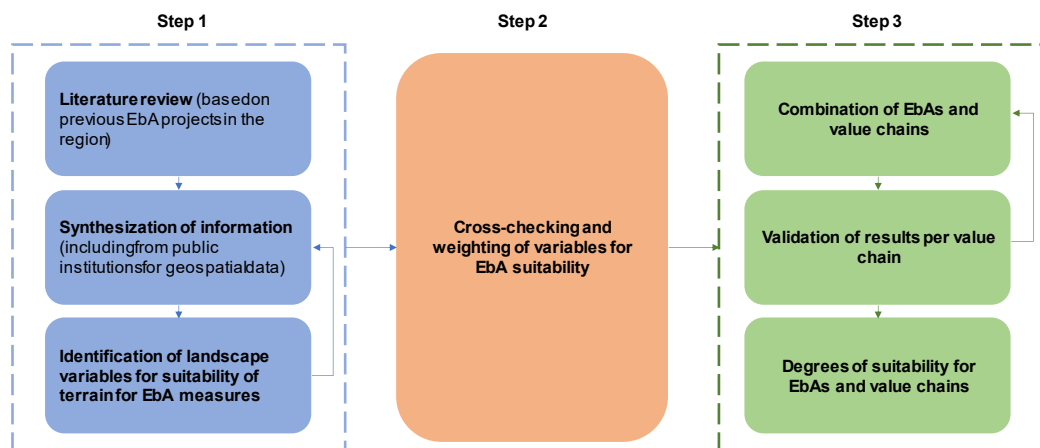 Step 1
Literature review (basedon
previous EbA projects in the
region)
Synthesization of information
(includingfrom public
institutionsfor geospatialdata)
Identification of landscape
variables for suitability of
terrain for EbA measures
Step 2
Cross-checking and
weighting of variables for
EbA suitability
Step 3
Combination of EbAs and
value chains
Validation of results per value
chain
Degrees of suitability for
EbAs and value chains